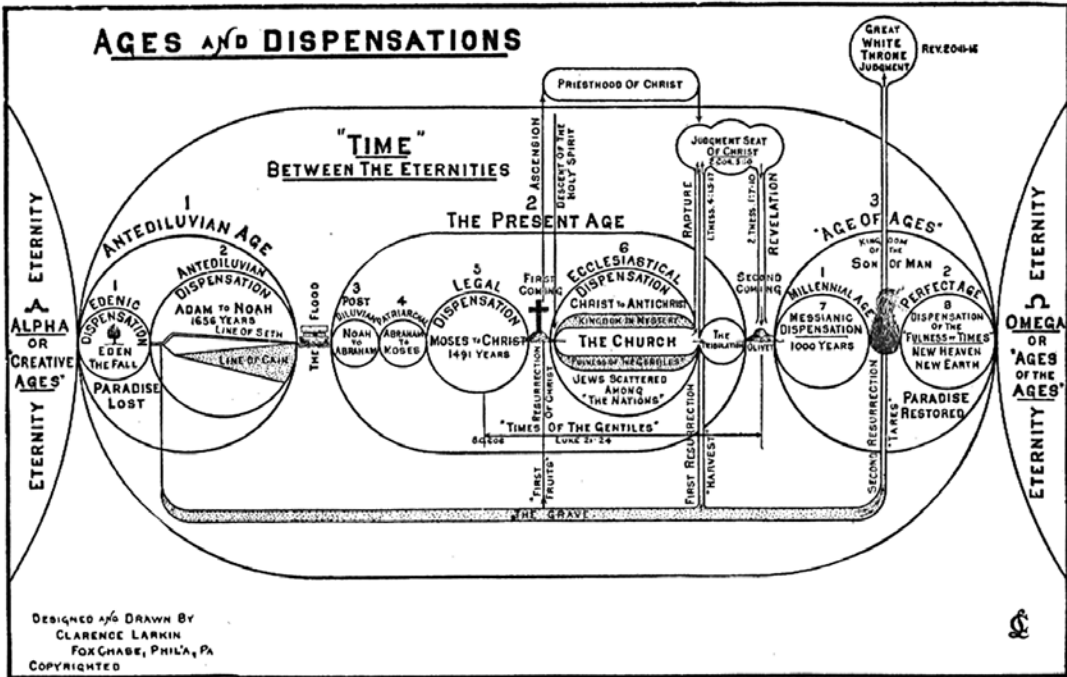 AGES AND DISPENSATIONS
GREAT
WHITE
THRONE
JUDGMENT
REV. 20:11-15
PRIESTHOOD OF CHRIST
"TIME"
BETWEEN THE ETERNITIES
ASCENSION
DESCENT OF THE
HOLY SPIRIT
JUDGMENT SEAT
OF CHRIST
2 COR. 5:10
RAPTURE
1. THESS. 4:13-17
2. THESS. 1:7-10
REVELATION
ETERNITY
ALPHA
OR
"CREATIVE
AGES"
ETERNITY
1
ANTEDILUVIAN AGE
1
EDENIC
DISPENSATION
EDEN
THE FALL
PARADISE
LOST
2
ANTEDILUVIAN
DISPENSATION
ADAM TO NOAH
1656 YEARS
LINE OF SETH
LINE OF CAIN
THE FLOOD
2
THE PRESENT AGE
3
POST
DILUVIAN
NOAH
TO
ABRAHAM
4
PATRIARCHAL
ABRAHAM
TO
MOSES
5
LEGAL
DISPENSATION
MOSES TO CHRIST
1491 YEARS
FIRST
COMING
RESURRECTION
OF CHRIST
"FIRST
FRUITS"
6
ECCLESIASTICAL
DISPENSATION
CHRIST TO ANTICHRIST
KINGDOM IN MYSTERY
THE CHURCH
"FULNESS OF THE GENTILES"
JEWS SCATTERED
AMONG
"THE NATIONS"
THE
TRIBULATION
SECOND
COMING
OLIVET
"TIMES OF THE GENTILES"
B.C. 606
LUKE 21:24
FIRST RESURRECTION
"HARVEST"
3
"AGE OF AGES"
KINGDOM
OF THE
SON OF MAN
1
MILLENNIAL AGE
7
MESSIANIC
DISPENSATION
1000 YEARS
2
PERFECT AGE
8
DISPENSATION
OF THE
"FULNESS OF TIMES"
NEW HEAVEN
NEW EARTH
PARADISE
RESTORED
SECOND RESURRECTION
"TARES"
THE GRAVE
ETERNITY
OMEGA
OR
"AGES
OF THE
AGES"
ETERNITY
DESIGNED AND DRAWN BY
CLARENCE LARKIN
FOX CHASE, PHIL'A, PA
COPYRIGHTED